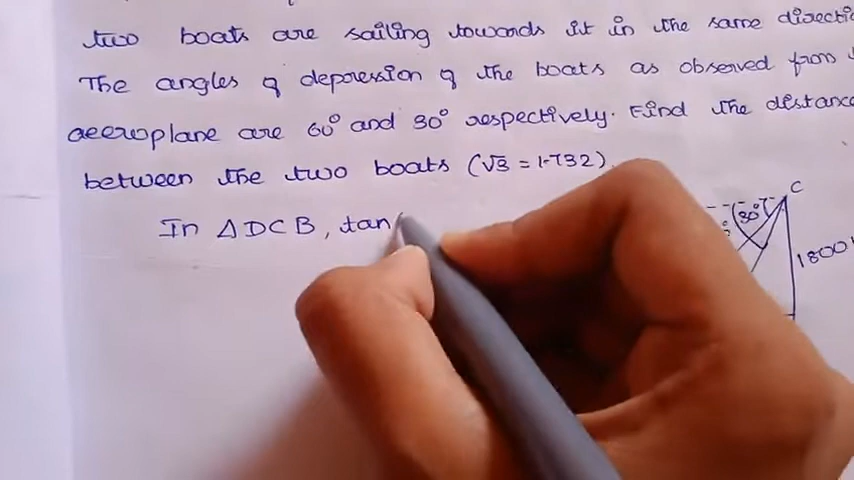 two boats are sailing towards it in the same directi
The angles of depression of the boats as observed from
aeeroplane are 60° and 30° respectively. Find the distance
between the two boats (√3 = 1.732).
In ΔDCB, tan
30° C
1800